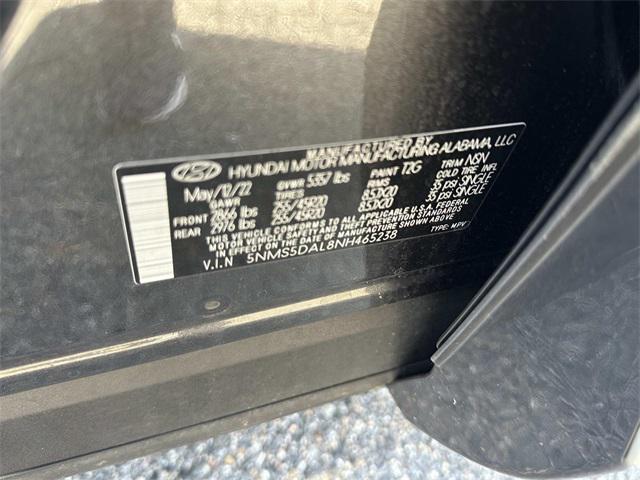 MANUFACTURED BY
HYUNDAI MOTOR MANUFACTURING ALABAMA, LLC
May/12/22 GVWR 5357 lbs PAINT T2G TRIM NSN
GAWR TIRES RIMS COLD TIRE INFL
FRONT 2866 lbs 255/45R20 8.5JX20 35 psi SINGLE
REAR 2976 lbs 255/45R20 8.5JX20 35 psi SINGLE
THIS VEHICLE CONFORMS TO ALL APPLICABLE U.S.A. FEDERAL
MOTOR VEHICLE SAFETY AND THEFT PREVENTION STANDARDS
IN EFFECT ON THE DATE OF MANUFACTURE SHOWN ABOVE
V.I.N 5NMS5DAL8NH465238 TYPE: MPV